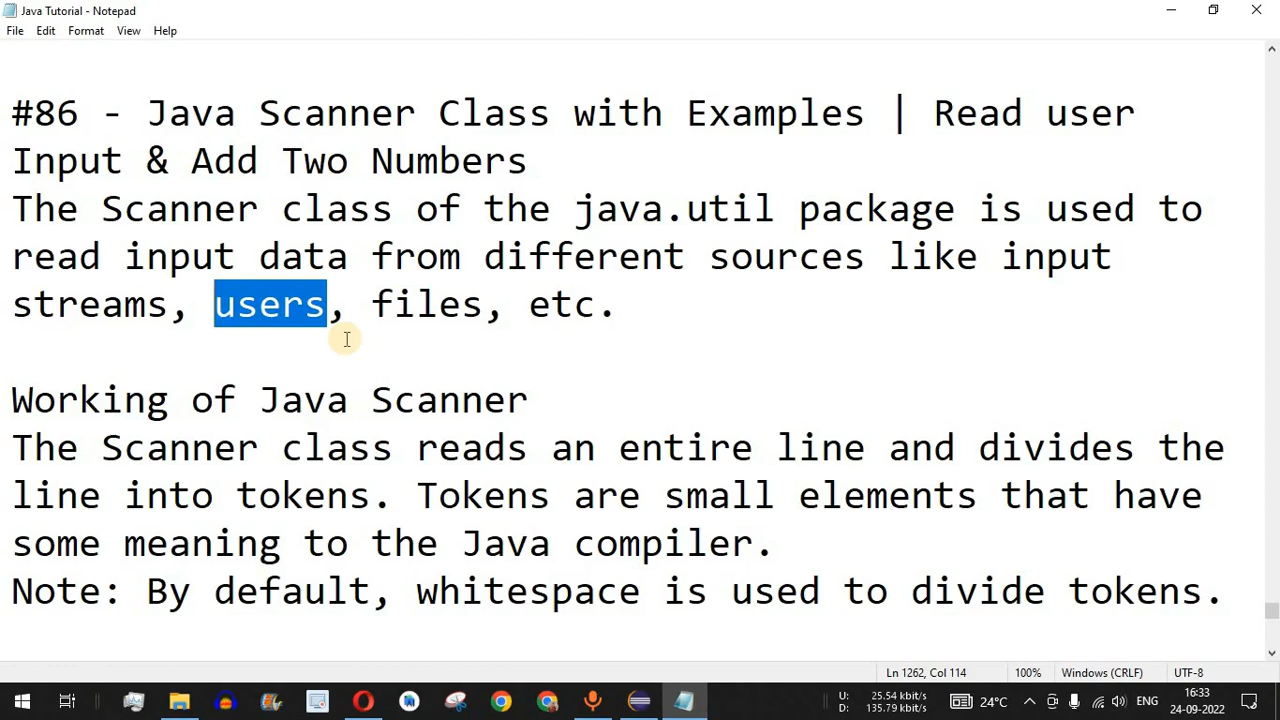 Java Tutorial - Notepad
File Edit Format View Help
#86 - Java Scanner Class with Examples | Read user
Input & Add Two Numbers
The Scanner class of the java.util package is used to
read input data from different sources like input
streams, users, files, etc.
Working of Java Scanner
The Scanner class reads an entire line and divides the
line into tokens. Tokens are small elements that have
some meaning to the Java compiler.
Note: By default, whitespace is used to divide tokens.
Ln 1262, Col 114 100% Windows (CRLF) UTF-8
U: 25.54 kbit/s
D: 135.79 kbit/s
24°C
ENG
16:33
24-09-2022